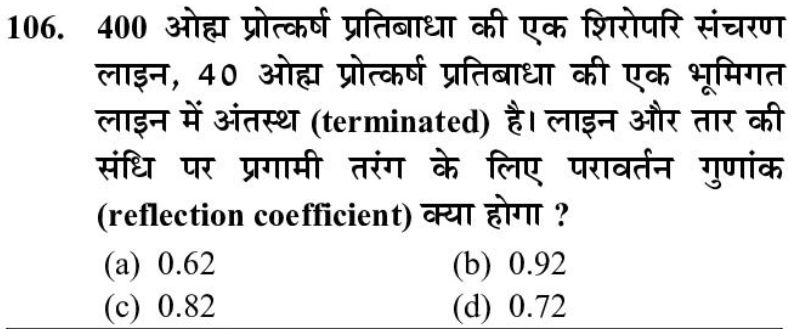 106. 400 ओह्म प्रोत्कर्ष प्रतिबाधा की एक शिरोपरि संचरण
लाइन, 40 ओह्म प्रोत्कर्ष प्रतिबाधा की एक भूमिगत
लाइन में अंतस्थ (terminated) है। लाइन और तार की
संधि पर प्रगामी तरंग के लिए परावर्तन गुणांक
(reflection coefficient) क्या होगा ?
(a) 0.62 (b) 0.92
(c) 0.82 (d) 0.72